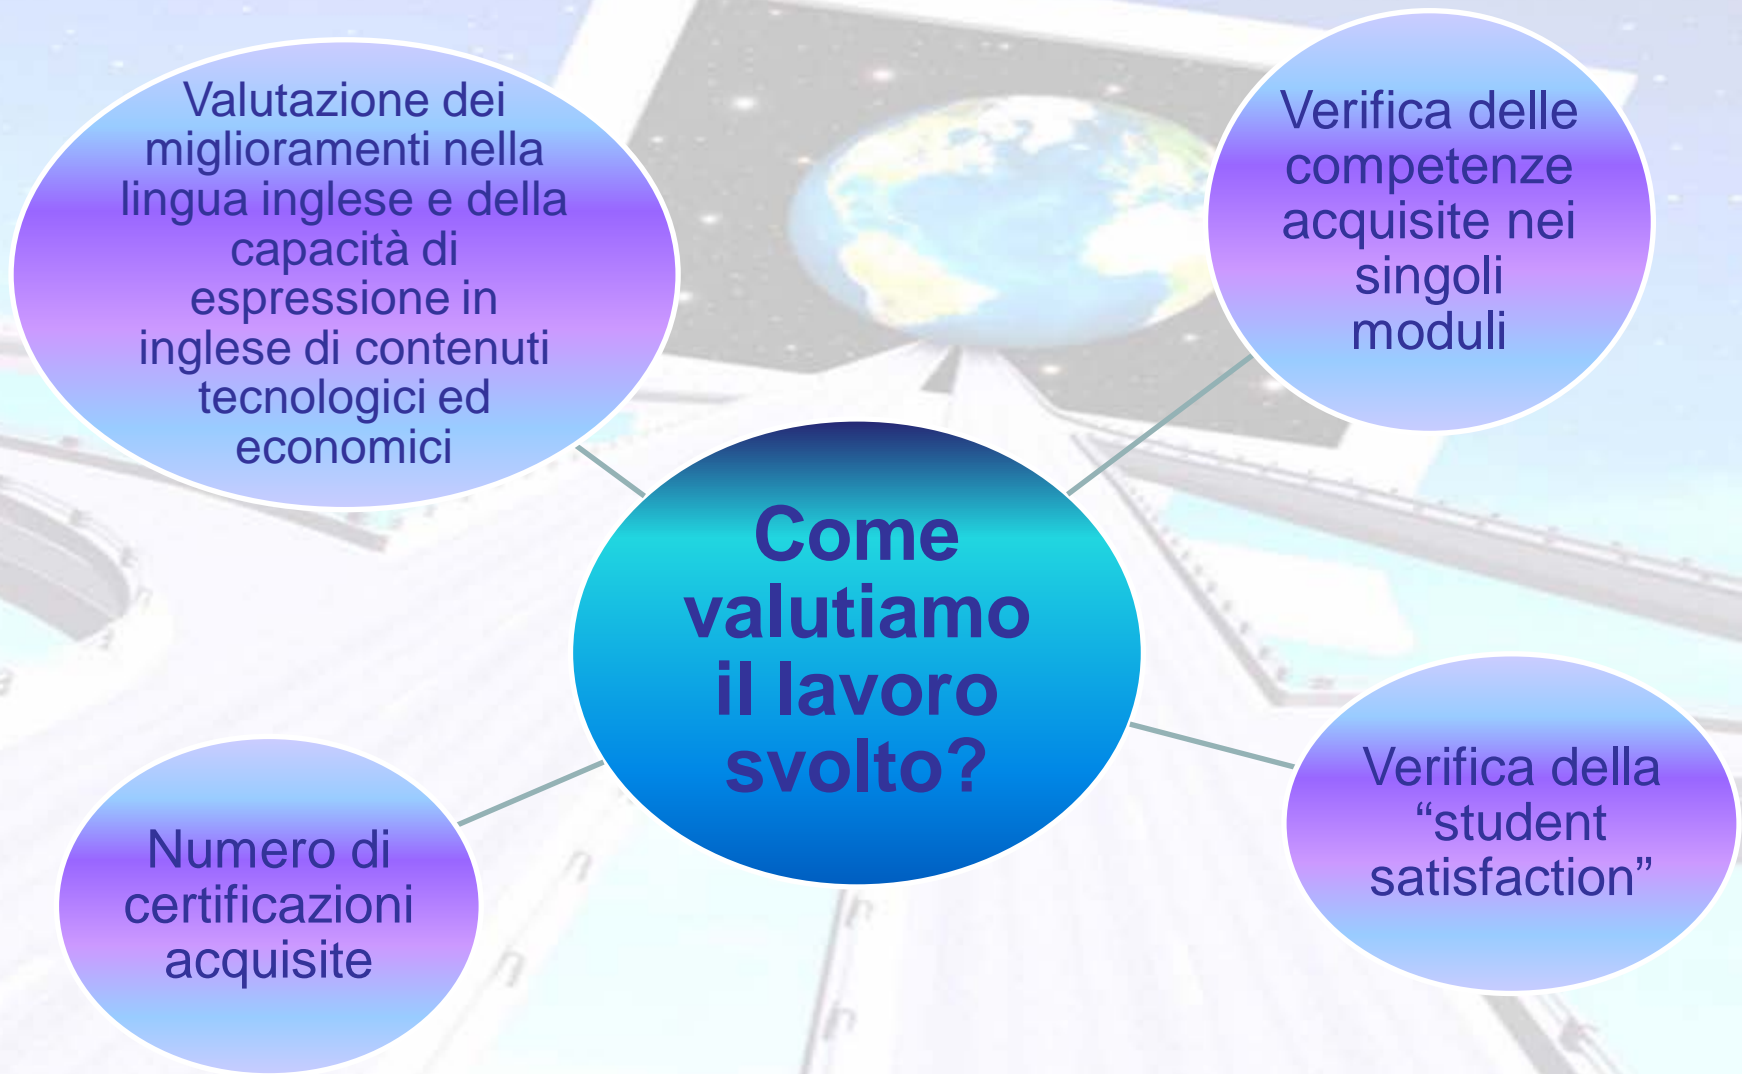 Valutazione dei
miglioramenti nella
lingua inglese e della
capacità di
espressione in
inglese di contenuti
tecnologici ed
economici
Verifica delle
competenze
acquisite nei
singoli
moduli
Come
valutiamo
il lavoro
svolto?
Numero di
certificazioni
acquisite
Verifica della
“student
satisfaction”